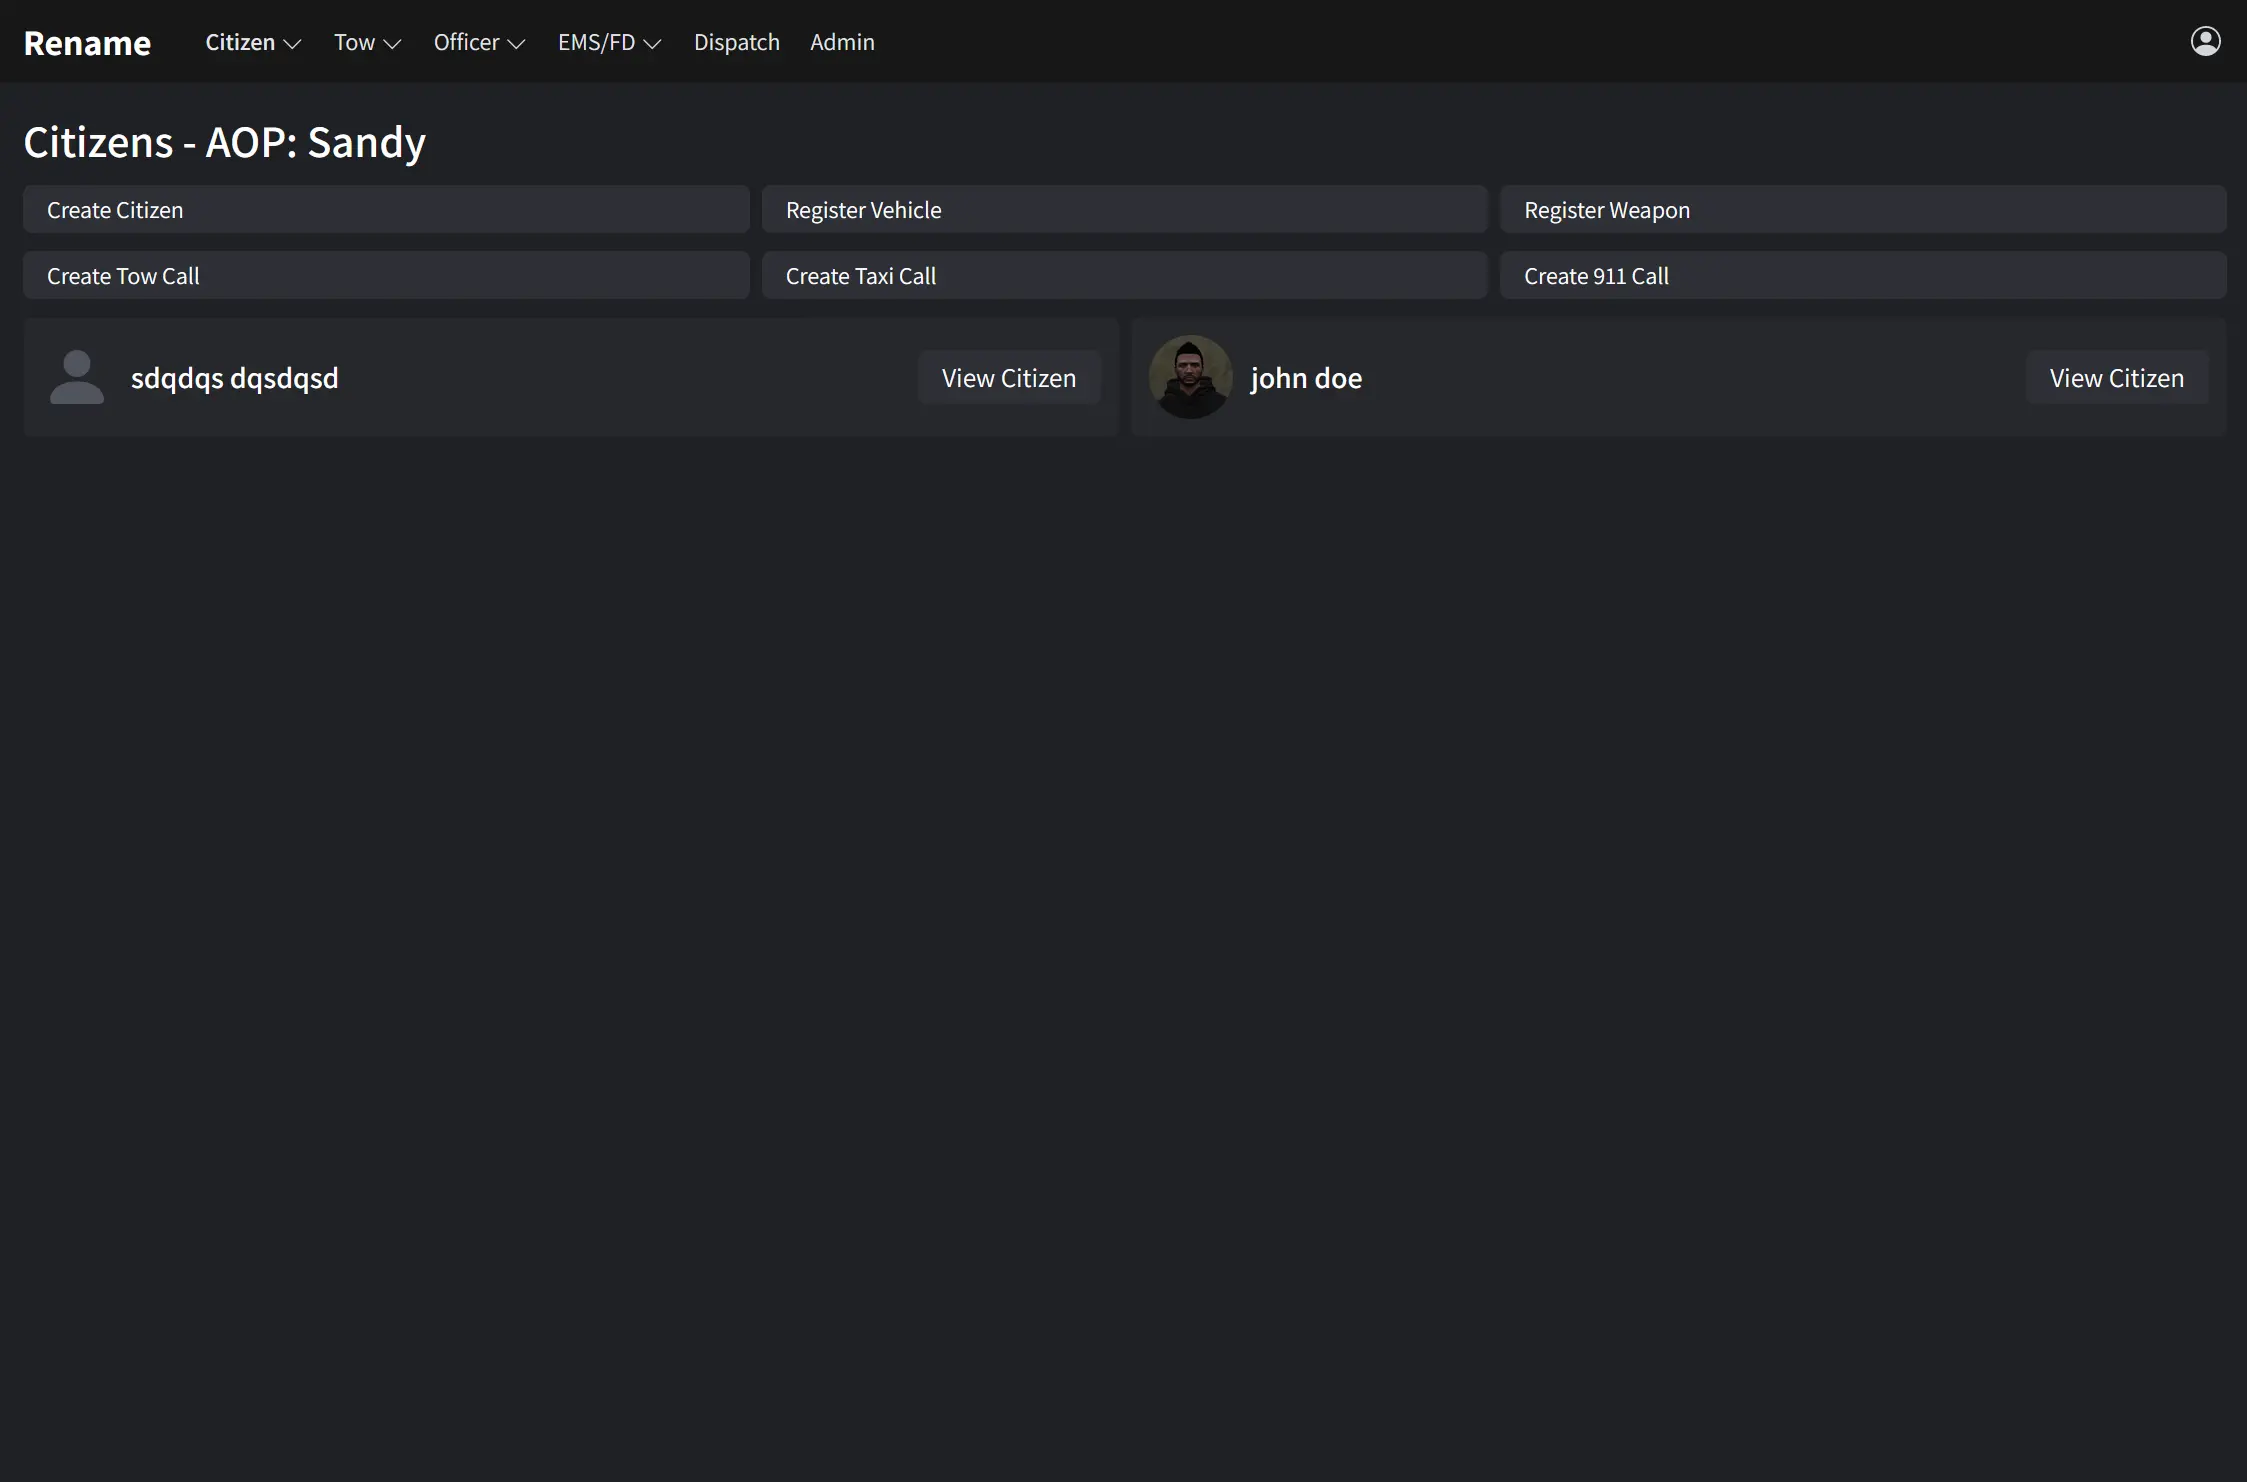 Rename Citizen Tow Officer EMS/FD Dispatch Admin
Citizens - AOP: Sandy
Create Citizen Register Vehicle Register Weapon
Create Tow Call Create Taxi Call Create 911 Call
sdqdqs dqsdqsd View Citizen john doe View Citizen